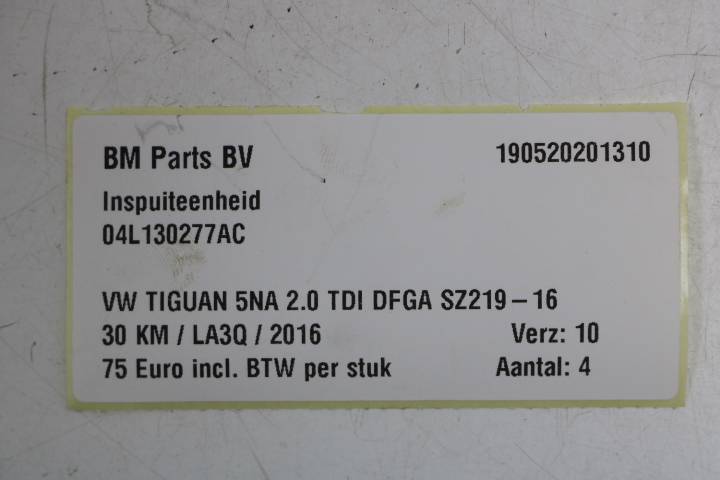 BM Parts BV 190520201310
Inspuiteenheid
04L130277AC
VW TIGUAN 5NA 2.0 TDI DFGA SZ219-16
30 KM / LA3Q / 2016 Verz: 10
75 Euro incl. BTW per stuk Aantal: 4